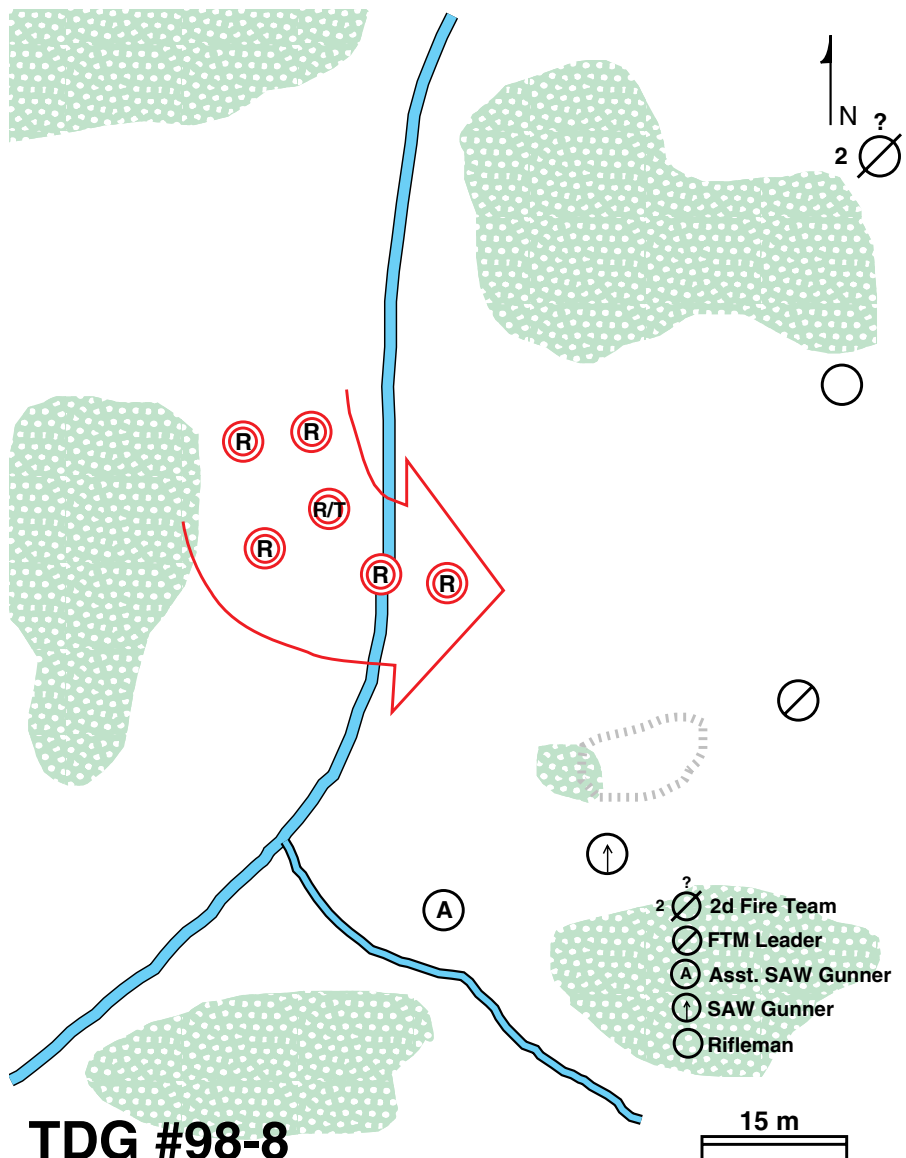 N
?
2
R
R
R/T
R
R
R
A
?
2 2d Fire Team
FTM Leader
A Asst. SAW Gunner
SAW Gunner
Rifleman
TDG #98-8
15 m